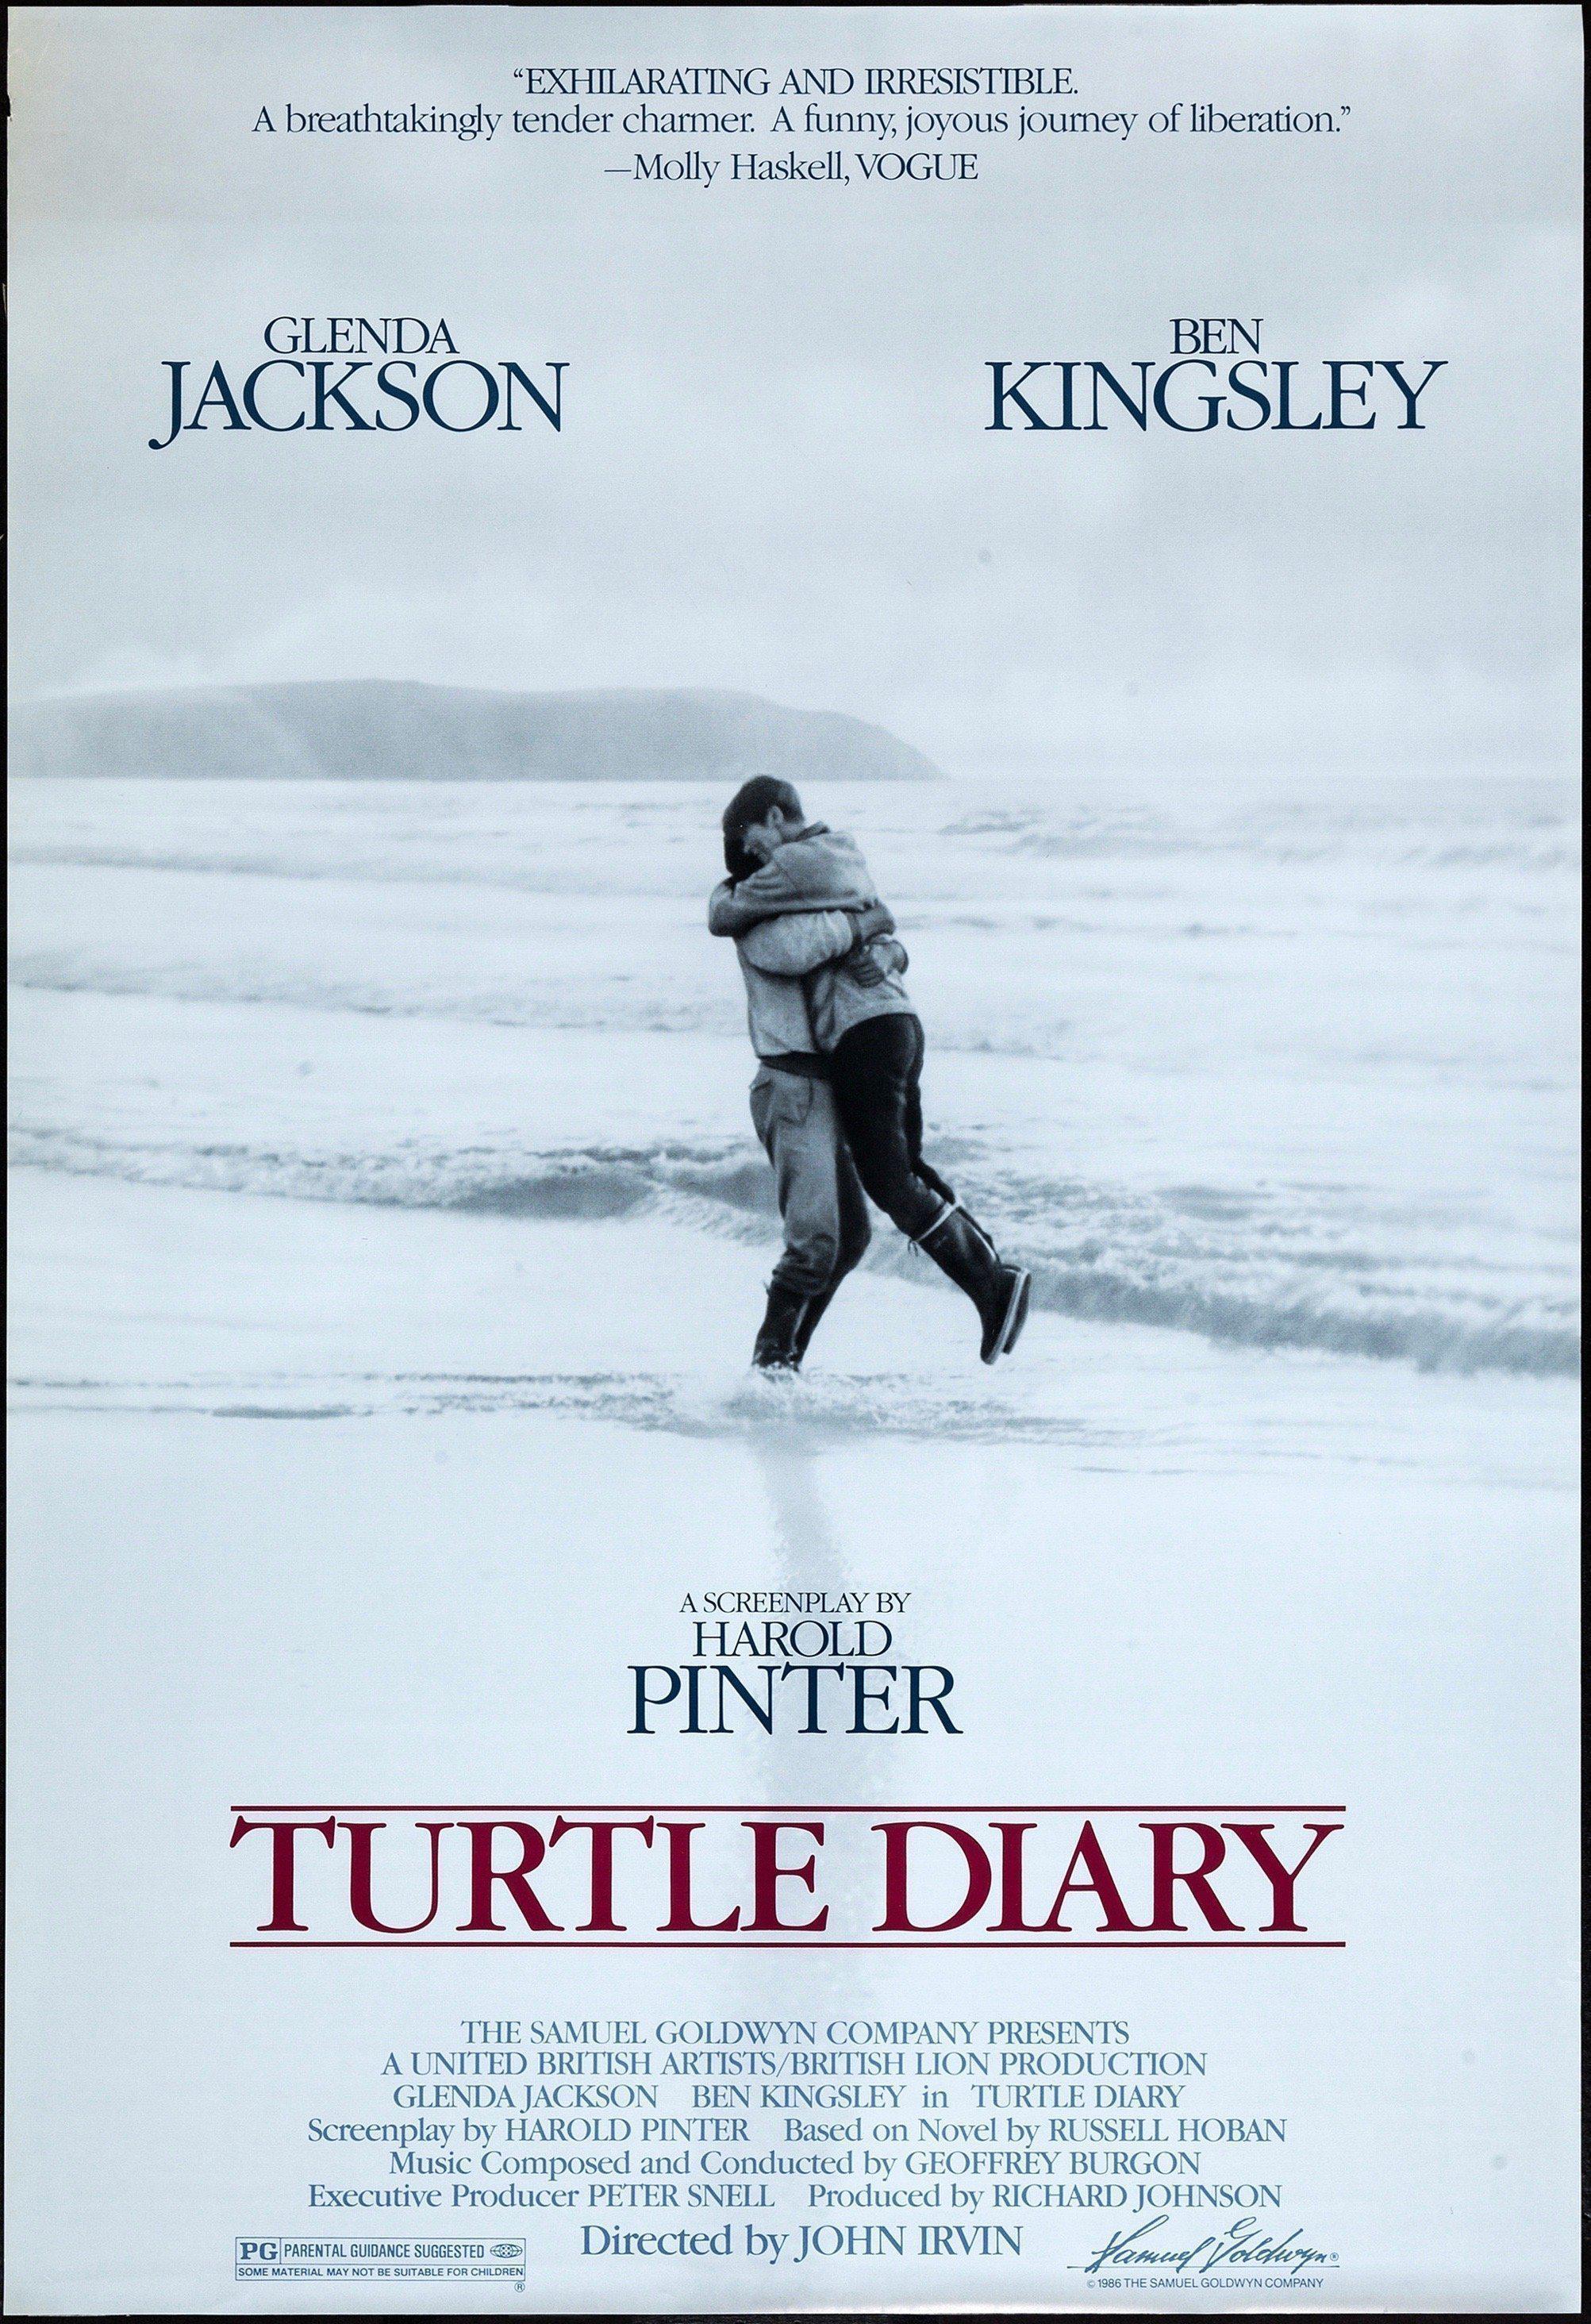 “EXHILARATING AND IRRESISTIBLE.
A breathtakingly tender charmer. A funny, joyous journey of liberation.”
—Molly Haskell, VOGUE
GLENDA
JACKSON
BEN
KINGSLEY
A SCREENPLAY BY
HAROLD
PINTER
TURTLE DIARY
THE SAMUEL GOLDWYN COMPANY PRESENTS
A UNITED BRITISH ARTISTS/BRITISH LION PRODUCTION
GLENDA JACKSON BEN KINGSLEY in TURTLE DIARY
Screenplay by HAROLD PINTER Based on Novel by RUSSELL HOBAN
Music Composed and Conducted by GEOFFREY BURGON
Executive Producer PETER SNELL Produced by RICHARD JOHNSON
Directed by JOHN IRVIN
PG PARENTAL GUIDANCE SUGGESTED
SOME MATERIAL MAY NOT BE SUITABLE FOR CHILDREN
®
Samuel Goldwyn®
© 1986 THE SAMUEL GOLDWYN COMPANY